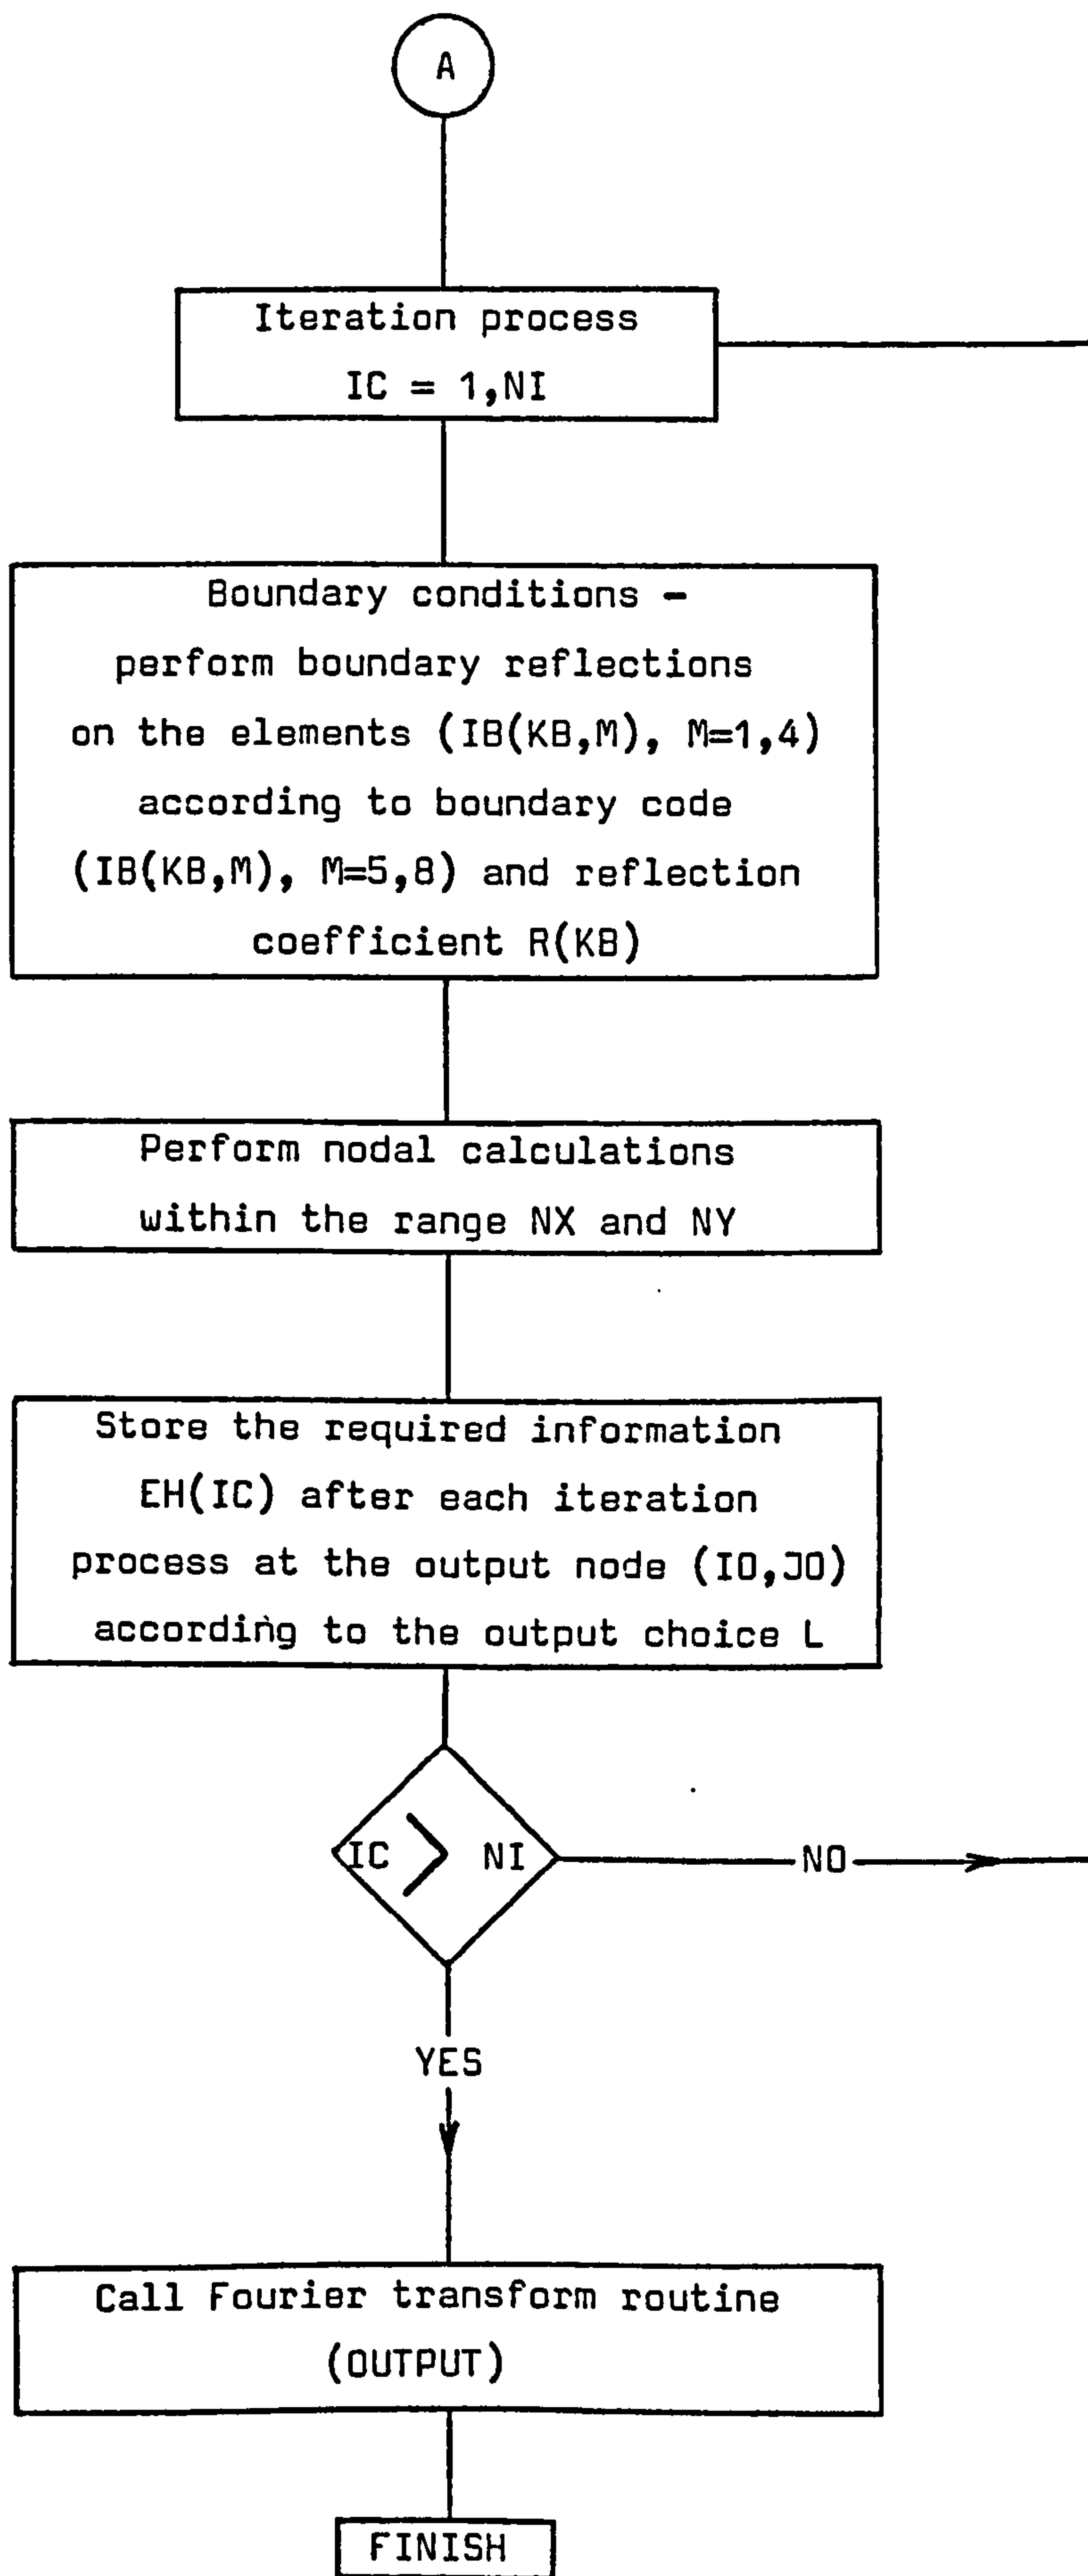 A
Iteration process
IC = 1,NI
Boundary conditions -
perform boundary reflections
on the elements (IB(KB,M), M=1,4)
according to boundary code
(IB(KB,M), M=5,8) and reflection
coefficient R(KB)
Perform nodal calculations
within the range NX and NY
Store the required information
EH(IC) after each iteration
process at the output node (IO,JO)
according to the output choice L
IC > NI
NO
YES
Call Fourier transform routine
(OUTPUT)
FINISH